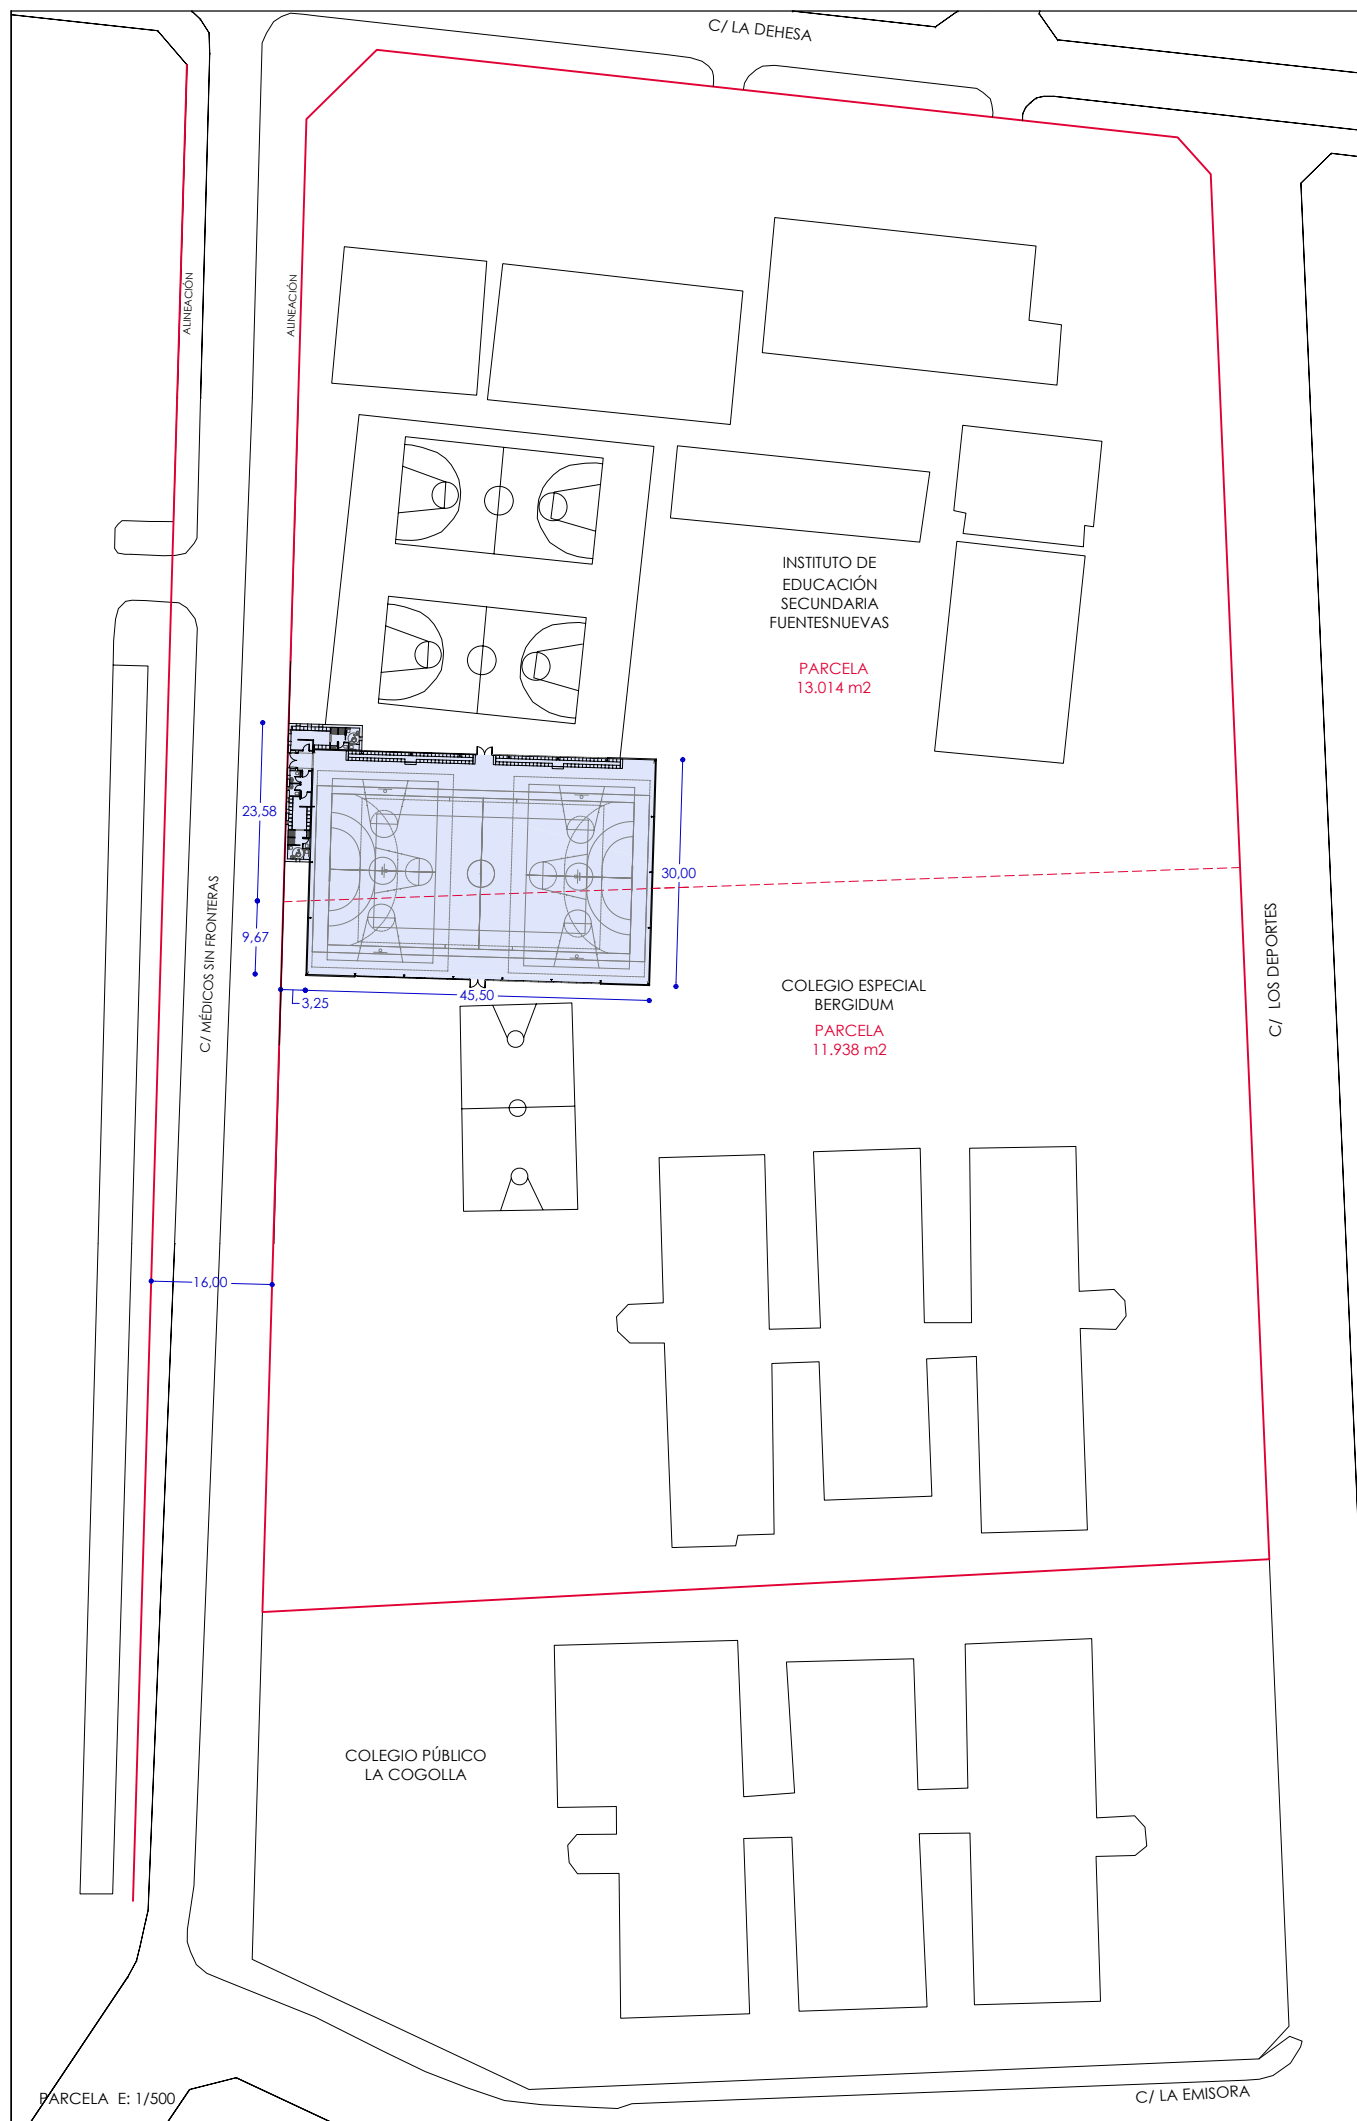 C/ LA DEHESA
ALINEACIÓN
ALINEACIÓN
INSTITUTO DE
EDUCACIÓN
SECUNDARIA
FUENTESNUEVAS
PARCELA
13.014 m2
23,58
30,00
9,67
C/ MÉDICOS SIN FRONTERAS
C/ LOS DEPORTES
45,50
3,25
COLEGIO ESPECIAL
BERGIDUM
PARCELA
11.938 m2
16,00
COLEGIO PÚBLICO
LA COGOLLA
PARCELA E: 1/500
C/ LA EMISORA